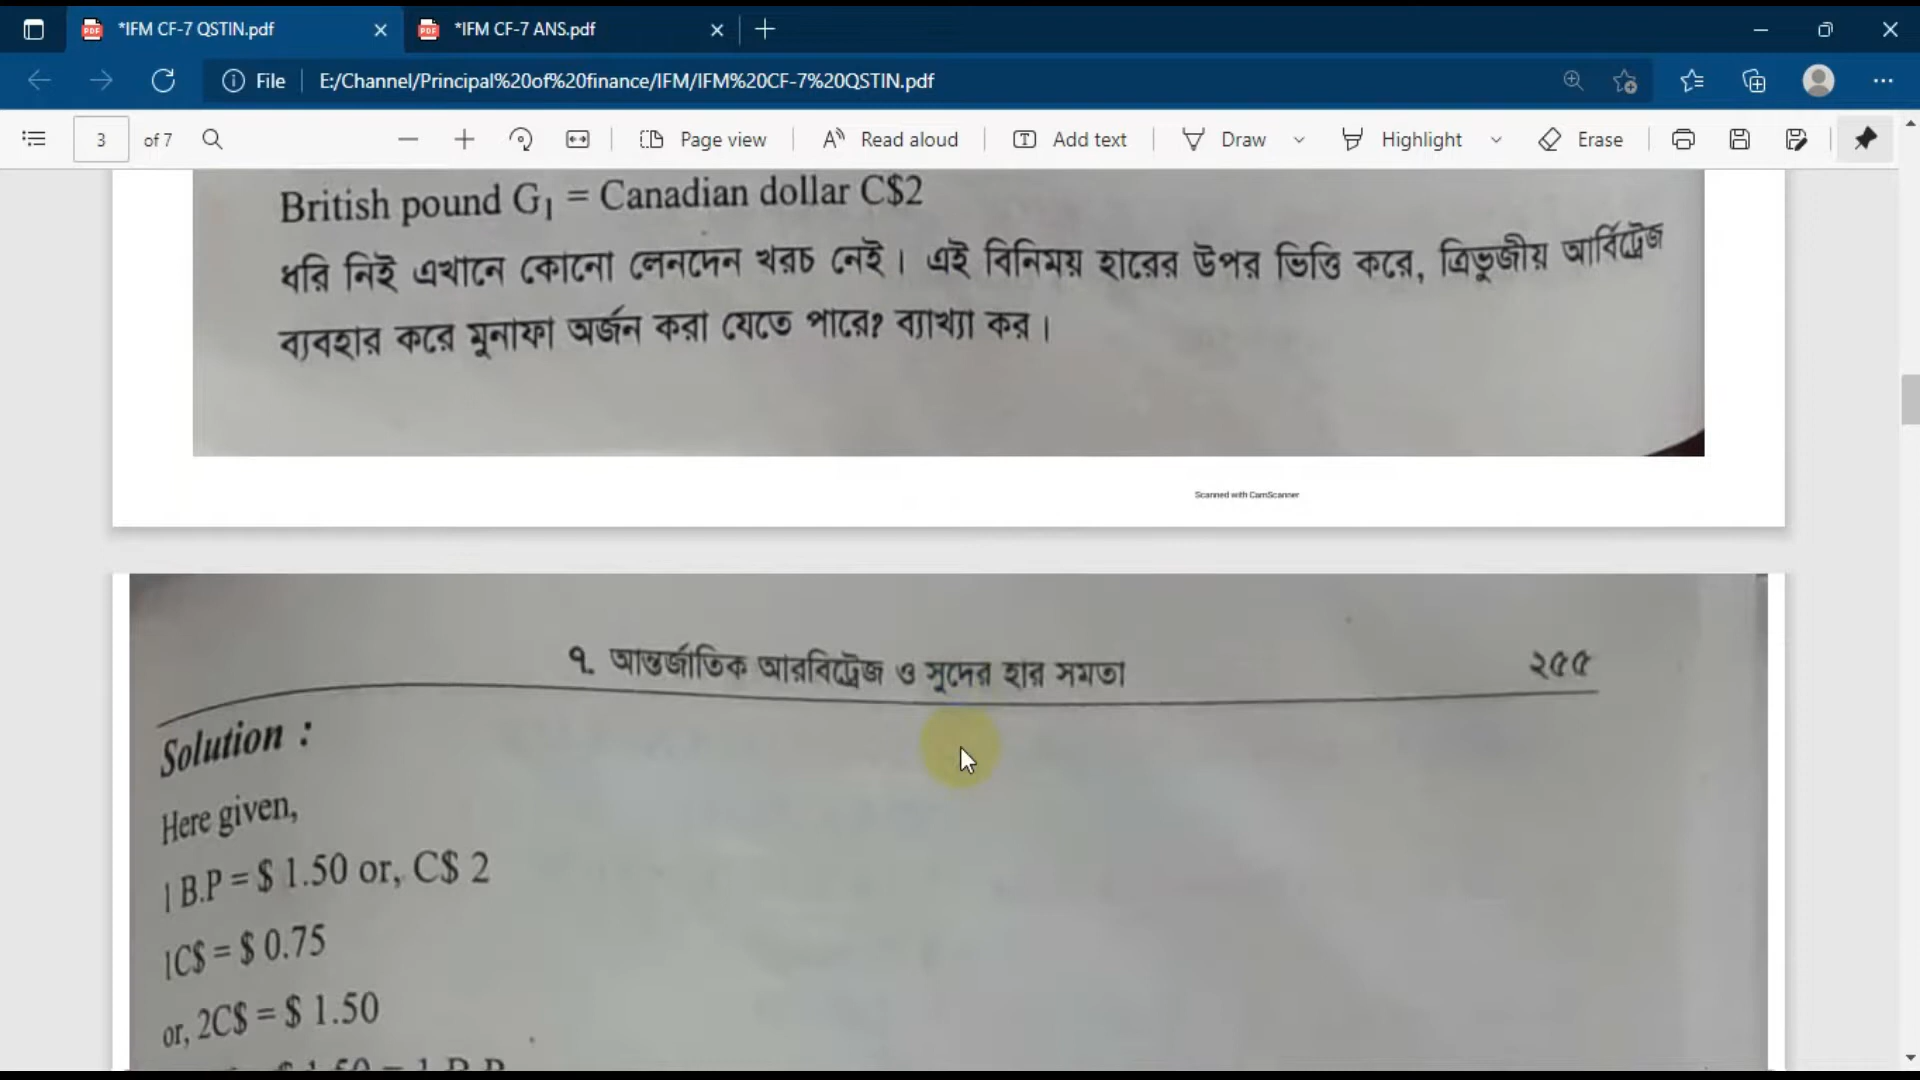 *IFM CF-7 QSTIN.pdf
*IFM CF-7 ANS.pdf
File
E:/Channel/Principal%20of%20finance/IFM/IFM%20CF-7%20QSTIN.pdf
3 of 7
Page view
Read aloud
Add text
Draw
Highlight
Erase
British pound G1 = Canadian dollar C$2
ধরি নিই এখানে কোনো লেনদেন খরচ নেই। এই বিনিময় হারের উপর ভিত্তি করে, ত্রিভুজীয় আর্বিট্রেজ
ব্যবহার করে মুনাফা অর্জন করা যেতে পারে? ব্যাখ্যা কর।
Scanned with CamScanner
৭. আন্তর্জাতিক আরবিট্রেজ ও সুদের হার সমতা
২৫৫
Solution :
Here given,
1 B.P = $ 1.50 or, C$ 2
1C$ = $ 0.75
or, 2C$ = $ 1.50